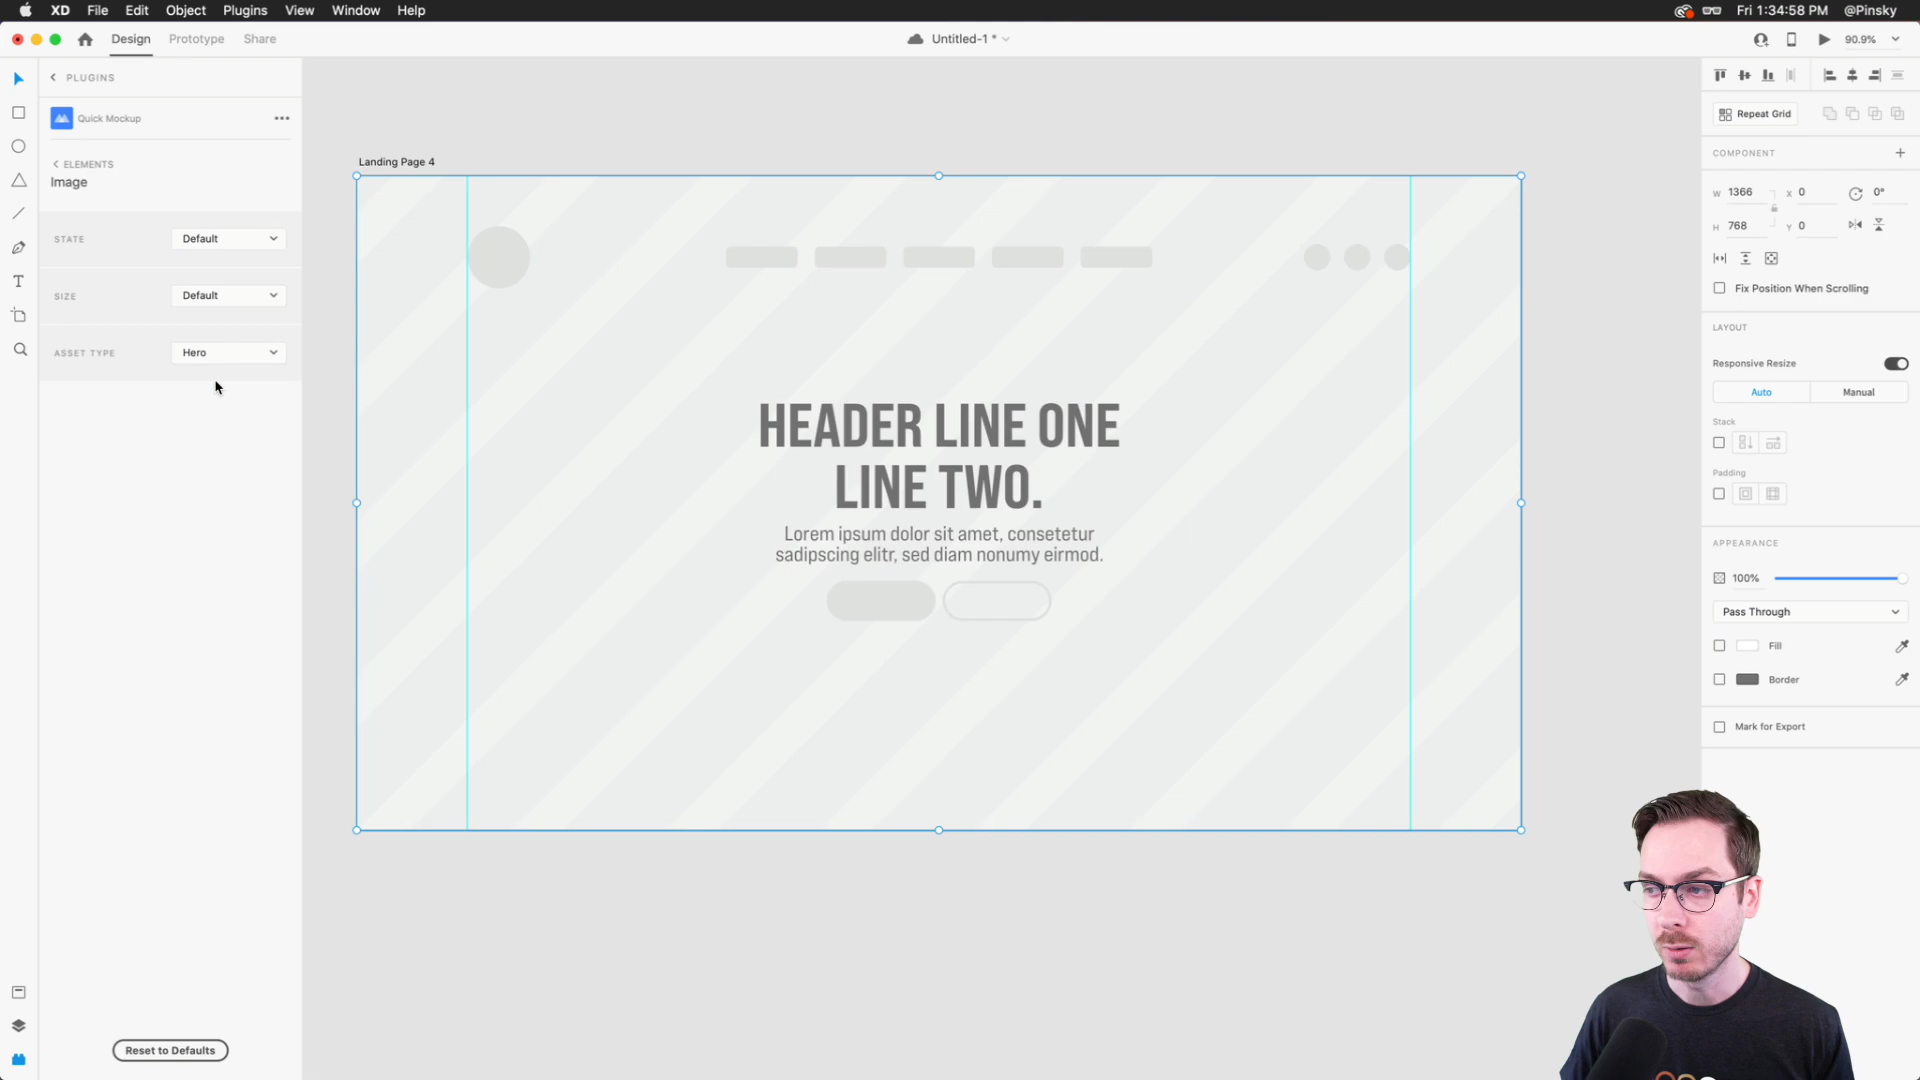 XD File Edit Object Plugins View Window Help
Fri 1:34:58 PM @Pinsky
Design Prototype Share
Untitled-1 *
90.9%
PLUGINS
Quick Mockup
ELEMENTS
Image
STATE Default
SIZE Default
ASSET TYPE Hero
Reset to Defaults
Landing Page 4
HEADER LINE ONE
LINE TWO.
Lorem ipsum dolor sit amet, consetetur
sadipscing elitr, sed diam nonumy eirmod.
Repeat Grid
COMPONENT
W 1366 X 0 0°
H 768 Y 0
Fix Position When Scrolling
LAYOUT
Responsive Resize
Auto Manual
Stack
Padding
APPEARANCE
100%
Pass Through
Fill
Border
Mark for Export